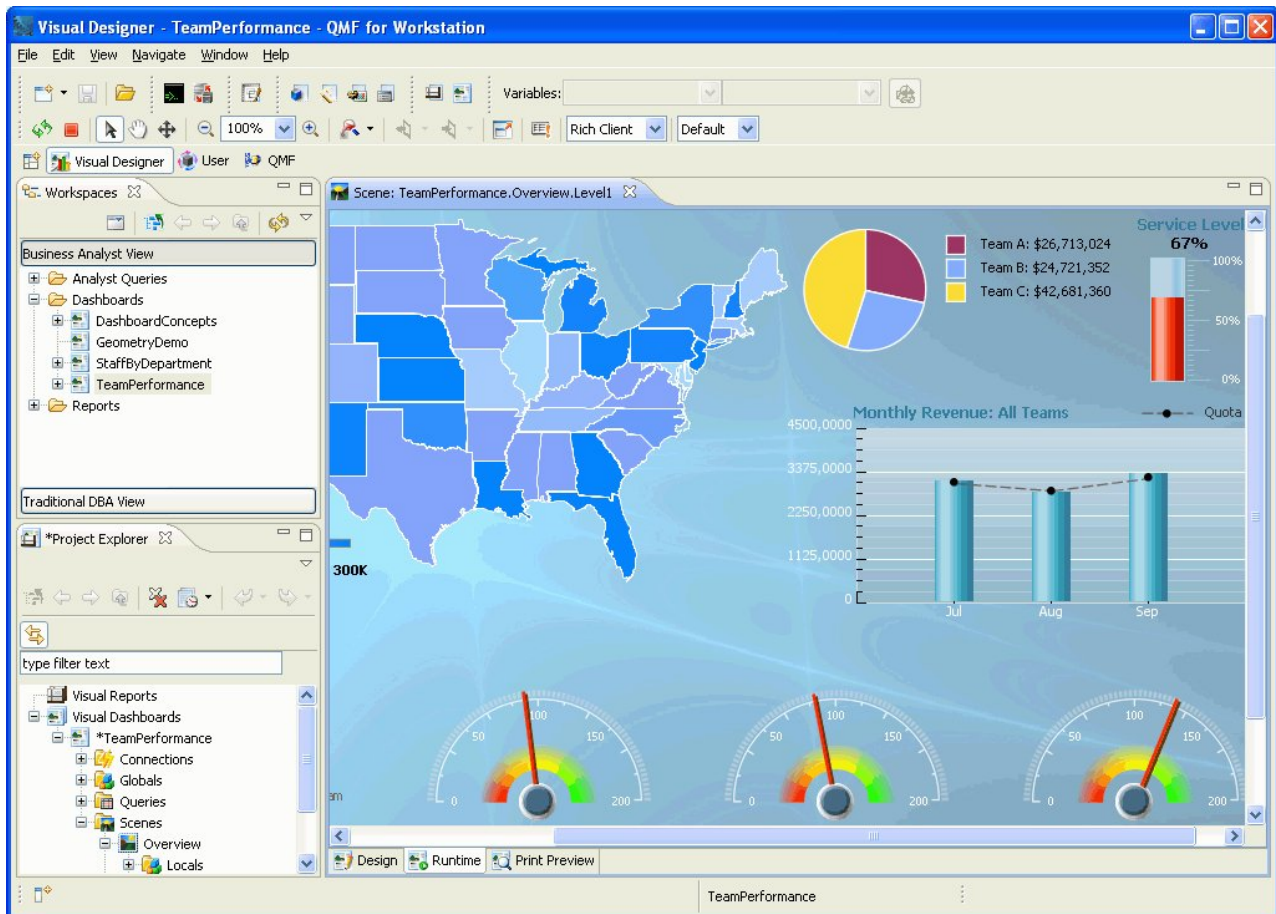 Visual Designer - TeamPerformance - QMF for Workstation
File Edit View Navigate Window Help
Variables:
100% Rich Client Default
Visual Designer User QMF
Workspaces
Business Analyst View
Analyst Queries
Dashboards
DashboardConcepts
GeometryDemo
StaffByDepartment
TeamPerformance
Reports
Traditional DBA View
*Project Explorer
type filter text
Visual Reports
Visual Dashboards
*TeamPerformance
Connections
Globals
Queries
Scenes
Overview
Locals
Scene: TeamPerformance.Overview.Level1
300K
Team A: $26,713,024
Team B: $24,721,352
Team C: $42,681,360
Service Level
67%
100%
50%
0%
Monthly Revenue: All Teams
Quota
4500,0000
3375,0000
2250,0000
1125,0000
0
Jul Aug Sep
0 50 100 150 200
0 50 100 150 200
0 50 100 150 200
am
Design Runtime Print Preview
TeamPerformance